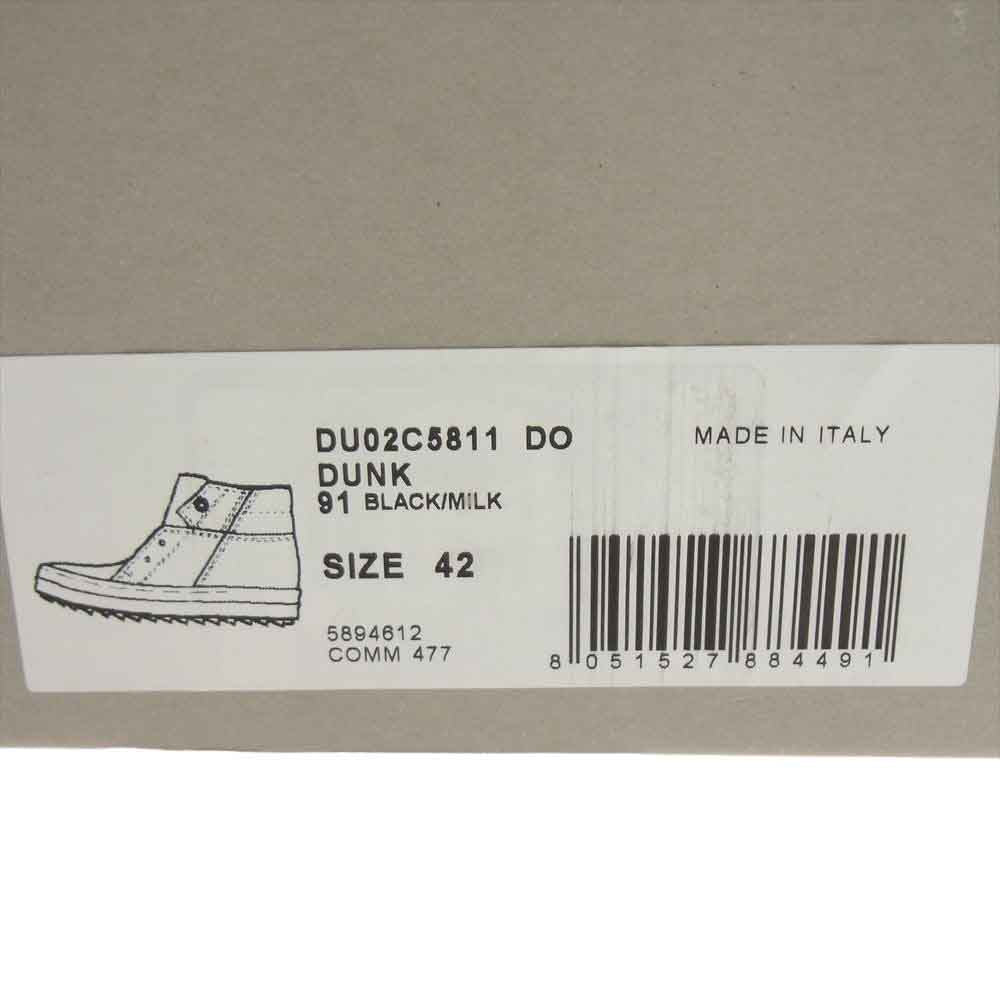 DU02C5811 DO
DUNK
91 BLACK/MILK
SIZE 42
5894612
COMM 477
MADE IN ITALY
8 051527 884491